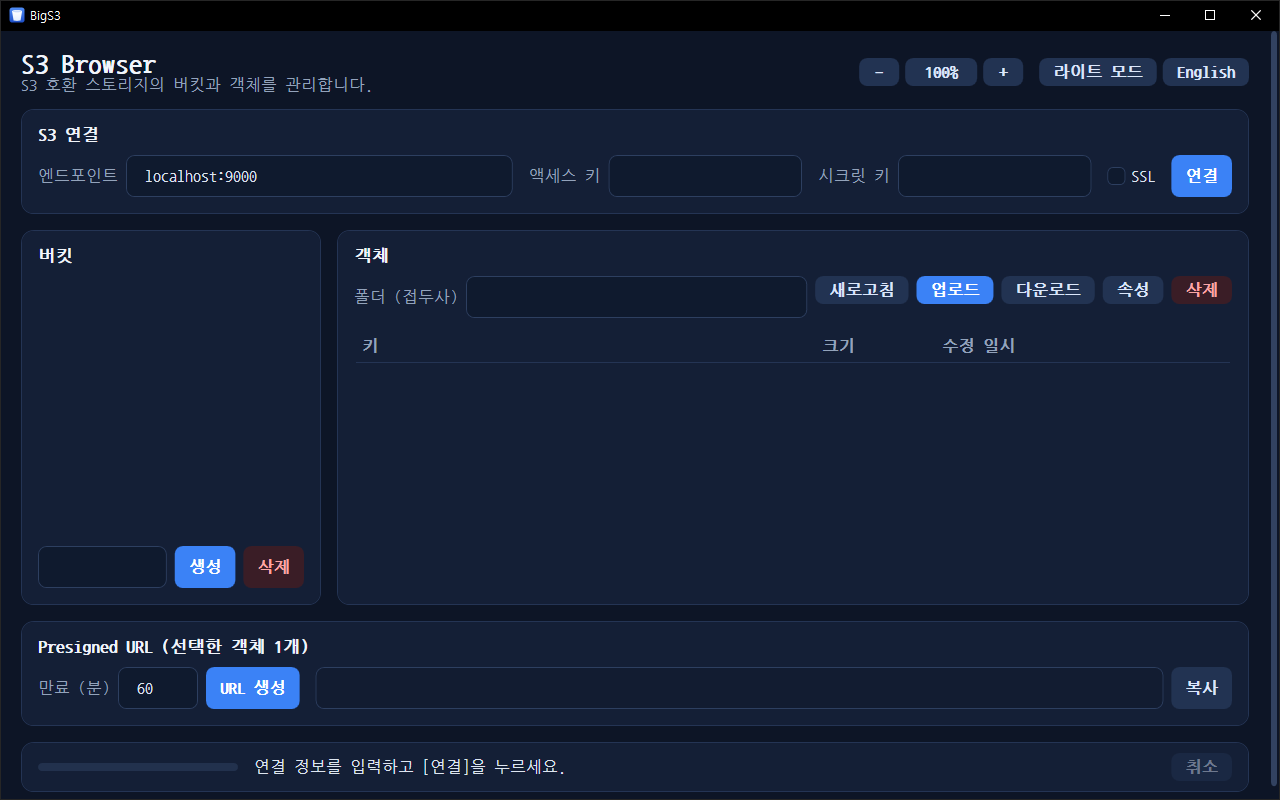 BigS3
S3 Browser
S3 호환 스토리지의 버킷과 객체를 관리합니다.
- 100% + 라이트 모드 English
S3 연결
엔드포인트 localhost:9000 액세스 키 시크릿 키 SSL 연결
버킷
생성 삭제
객체
폴더 (접두사) 새로고침 업로드 다운로드 속성 삭제
키 크기 수정 일시
Presigned URL (선택한 객체 1개)
만료 (분) 60 URL 생성 복사
연결 정보를 입력하고 [연결]을 누르세요. 취소